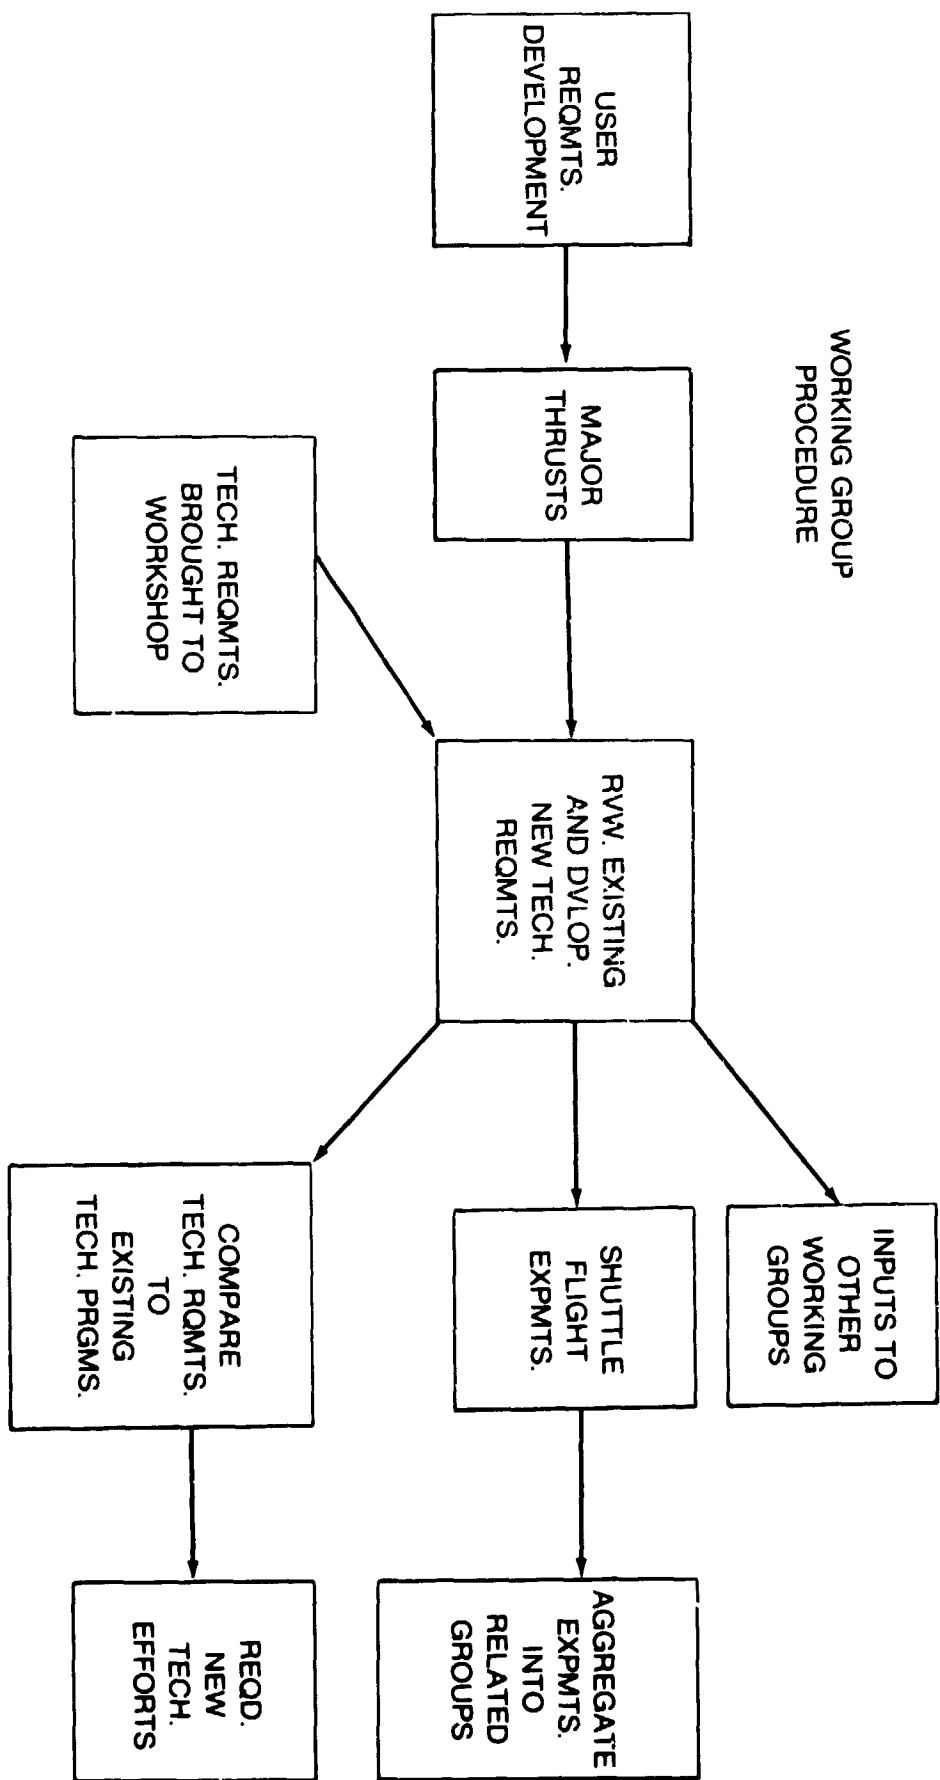 WORKING GROUP
PROCEDURE
USER
REQMTS.
DEVELOPMENT
MAJOR
THRUSTS
TECH. REQMTS.
BROUGHT TO
WORKSHOP
RVW. EXISTING
AND DVLOP.
NEW TECH.
REQMTS.
INPUTS TO
OTHER
WORKING
GROUPS
SHUTTLE
FLIGHT
EXPMTS.
AGGREGATE
EXPMTS.
INTO
RELATED
GROUPS
COMPARE
TECH. RQMTS.
TO
EXISTING
TECH. PRGMS.
REQD.
NEW
TECH.
EFFORTS